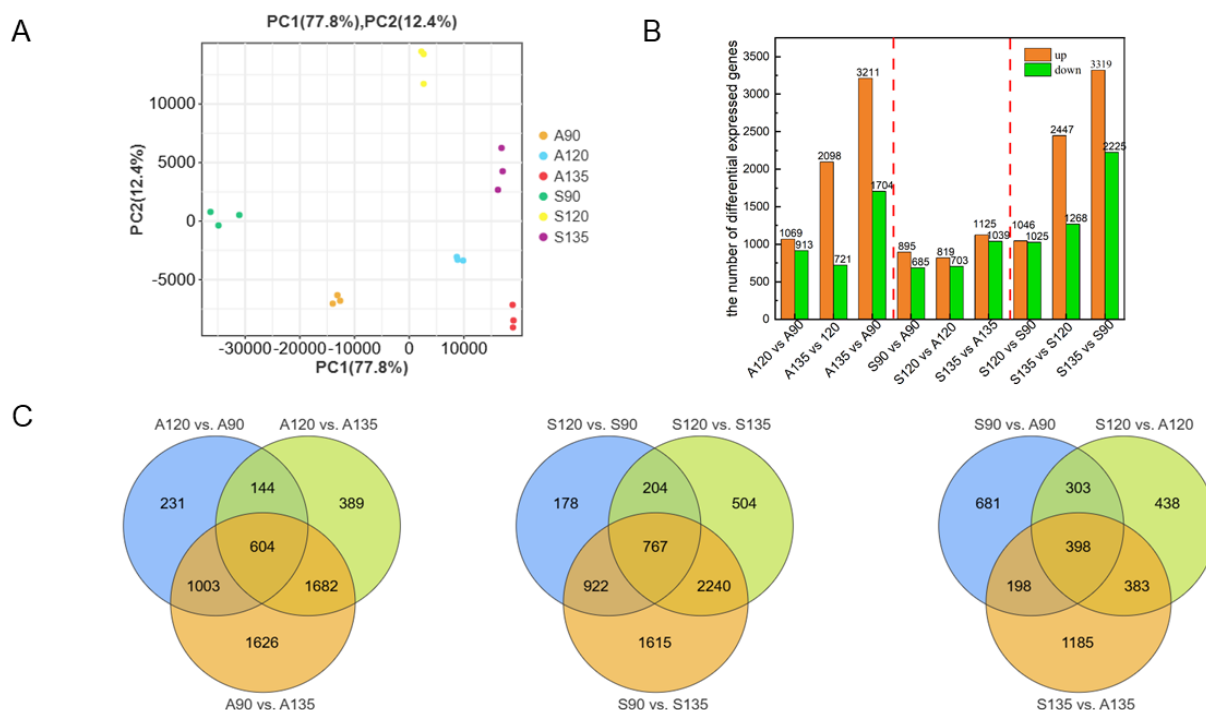 A
PC1(77.8%),PC2(12.4%)
PC2(12.4%)
10000
5000
0
-5000
-30000 -20000 -10000 0 10000
PC1(77.8%)
A90
A120
A135
S90
S120
S135
B
the number of differential expressed genes
3500
3000
2500
2000
1750
1500
1000
500
250
0
up
down
1069
913
2098
721
3211
1704
895
685
819
703
1125
1039
1046
1025
2447
1268
3319
2225
A120 vs A90
A135 vs 120
A135 vs A90
S90 vs A90
S120 vs A120
S135 vs A135
S120 vs S90
S135 vs S120
S135 vs S90
C
A120 vs. A90 A120 vs. A135
231 144 389
604
1003 1682
1626
A90 vs. A135
S120 vs. S90 S120 vs. S135
178 204 504
767
922 2240
1615
S90 vs. S135
S90 vs. A90 S120 vs. A120
681 303 438
398
198 383
1185
S135 vs. A135